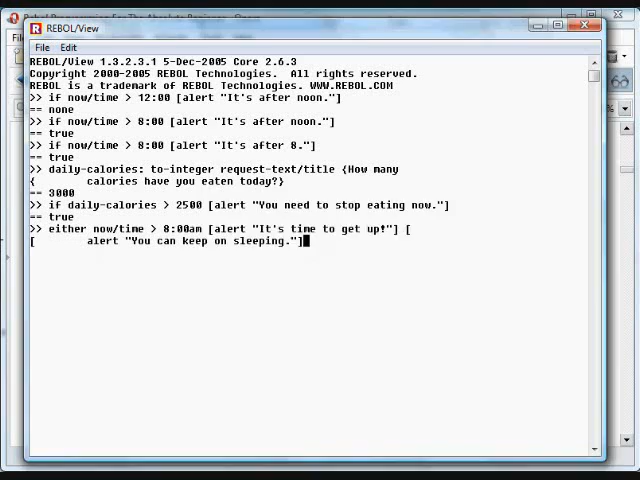 REBOL/View
File Edit
REBOL/View 1.3.2.3.1 5-Dec-2005 Core 2.6.3
Copyright 2000-2005 REBOL Technologies. All rights reserved.
REBOL is a trademark of REBOL Technologies. WWW.REBOL.COM
>> if now/time > 12:00 [alert "It's after noon."]
== none
>> if now/time > 8:00 [alert "It's after noon."]
== true
>> if now/time > 8:00 [alert "It's after 8."]
== true
>> daily-calories: to-integer request-text/title {How many
{ calories have you eaten today?}
== 3000
>> if daily-calories > 2500 [alert "You need to stop eating now."]
== true
>> either now/time > 8:00am [alert "It's time to get up!"] [
[ alert "You can keep on sleeping."]